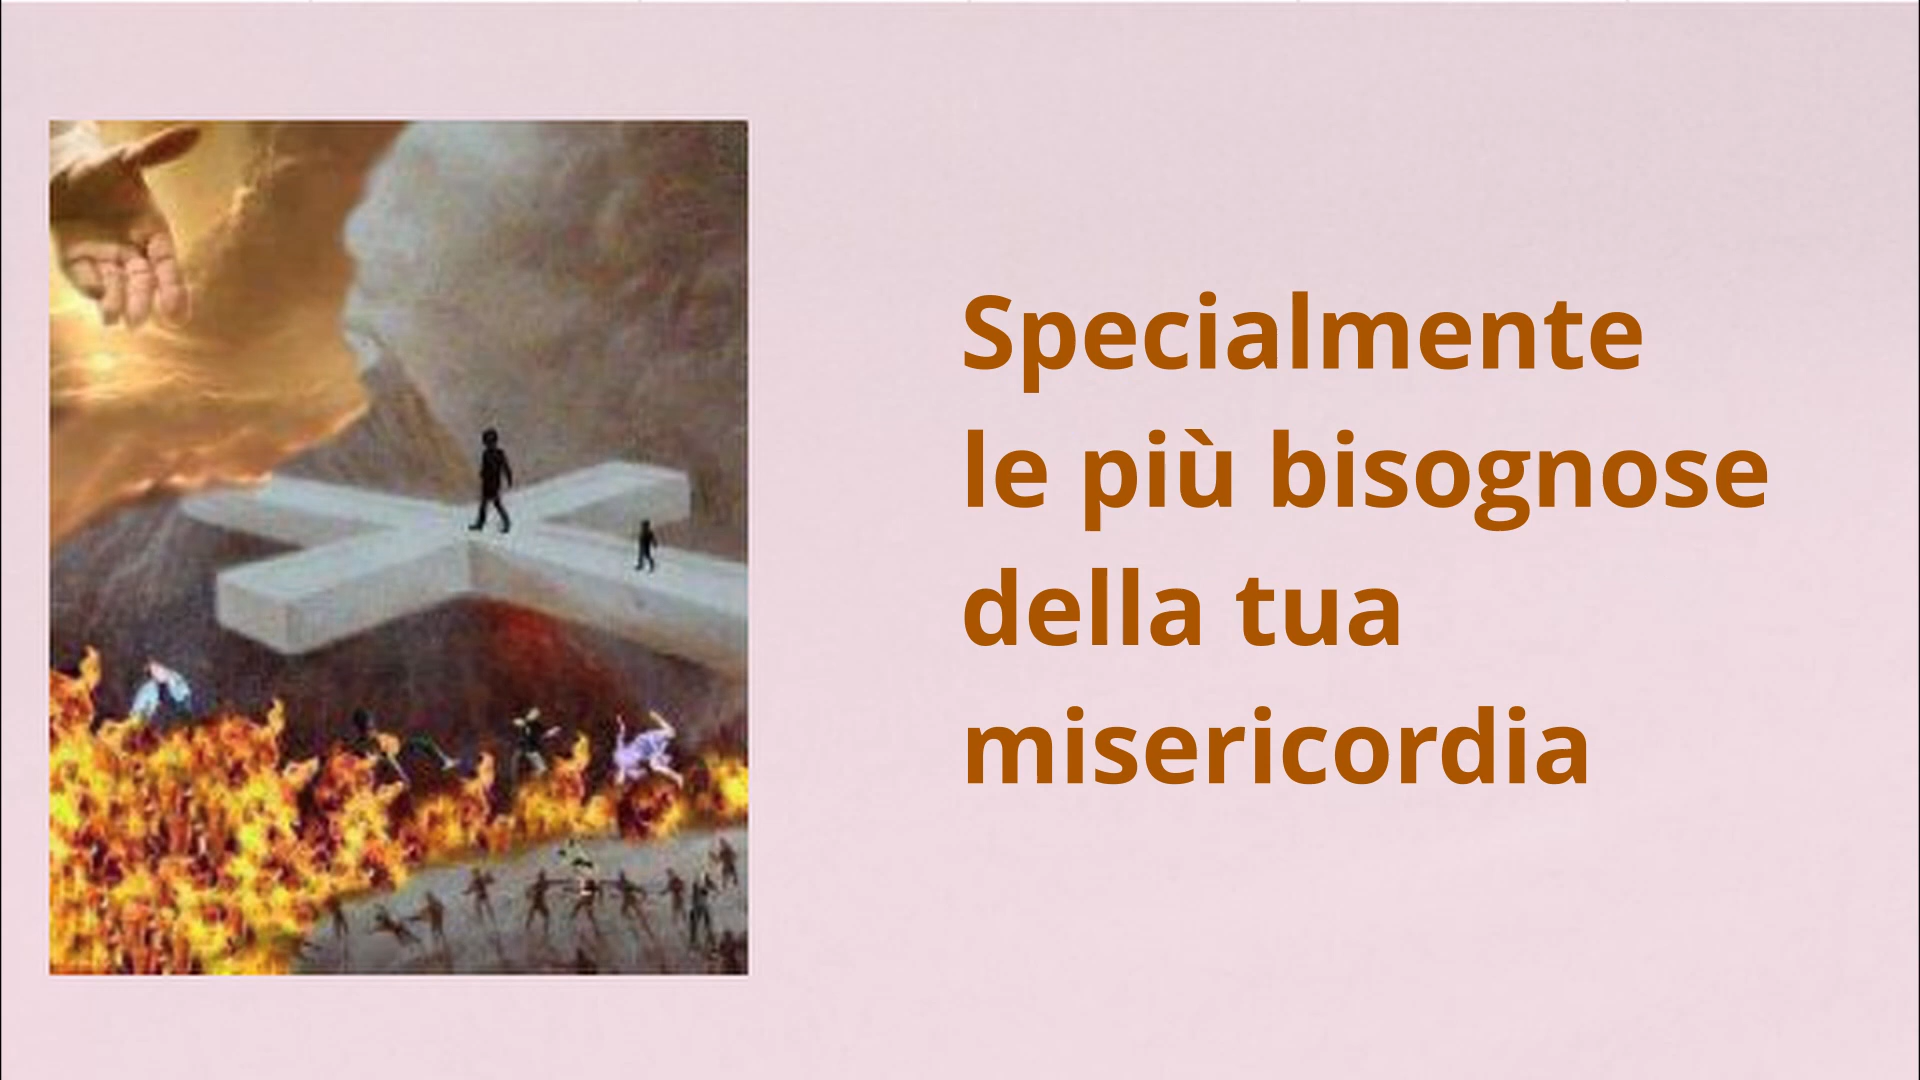 Specialmente
le più bisognose
della tua
misericordia